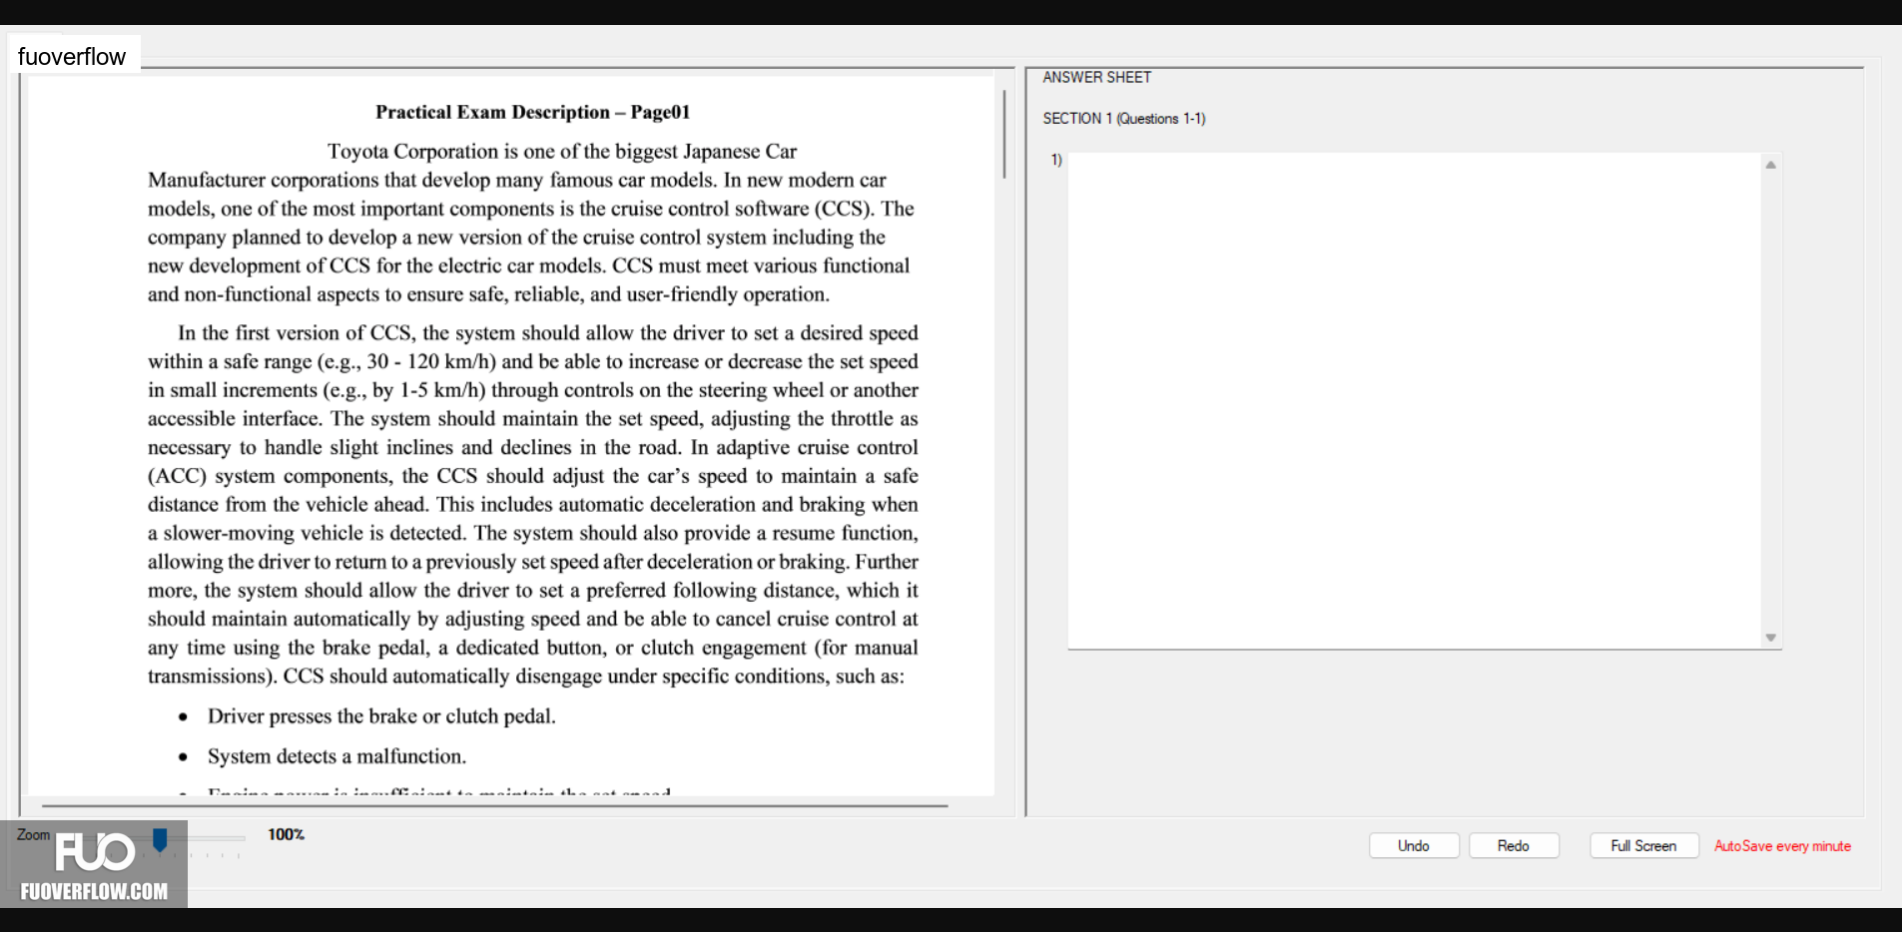 fuoverflow
Practical Exam Description – Page01
Toyota Corporation is one of the biggest Japanese Car
Manufacturer corporations that develop many famous car models. In new modern car
models, one of the most important components is the cruise control software (CCS). The
company planned to develop a new version of the cruise control system including the
new development of CCS for the electric car models. CCS must meet various functional
and non-functional aspects to ensure safe, reliable, and user-friendly operation.
In the first version of CCS, the system should allow the driver to set a desired speed
within a safe range (e.g., 30 - 120 km/h) and be able to increase or decrease the set speed
in small increments (e.g., by 1-5 km/h) through controls on the steering wheel or another
accessible interface. The system should maintain the set speed, adjusting the throttle as
necessary to handle slight inclines and declines in the road. In adaptive cruise control
(ACC) system components, the CCS should adjust the car’s speed to maintain a safe
distance from the vehicle ahead. This includes automatic deceleration and braking when
a slower-moving vehicle is detected. The system should also provide a resume function,
allowing the driver to return to a previously set speed after deceleration or braking. Further
more, the system should allow the driver to set a preferred following distance, which it
should maintain automatically by adjusting speed and be able to cancel cruise control at
any time using the brake pedal, a dedicated button, or clutch engagement (for manual
transmissions). CCS should automatically disengage under specific conditions, such as:
• Driver presses the brake or clutch pedal.
• System detects a malfunction.
• Engine power is insufficient to maintain the set speed
ANSWER SHEET
SECTION 1 (Questions 1-1)
1)
Zoom
100%
Undo
Redo
Full Screen
AutoSave every minute
FUO
FUOVERFLOW.COM